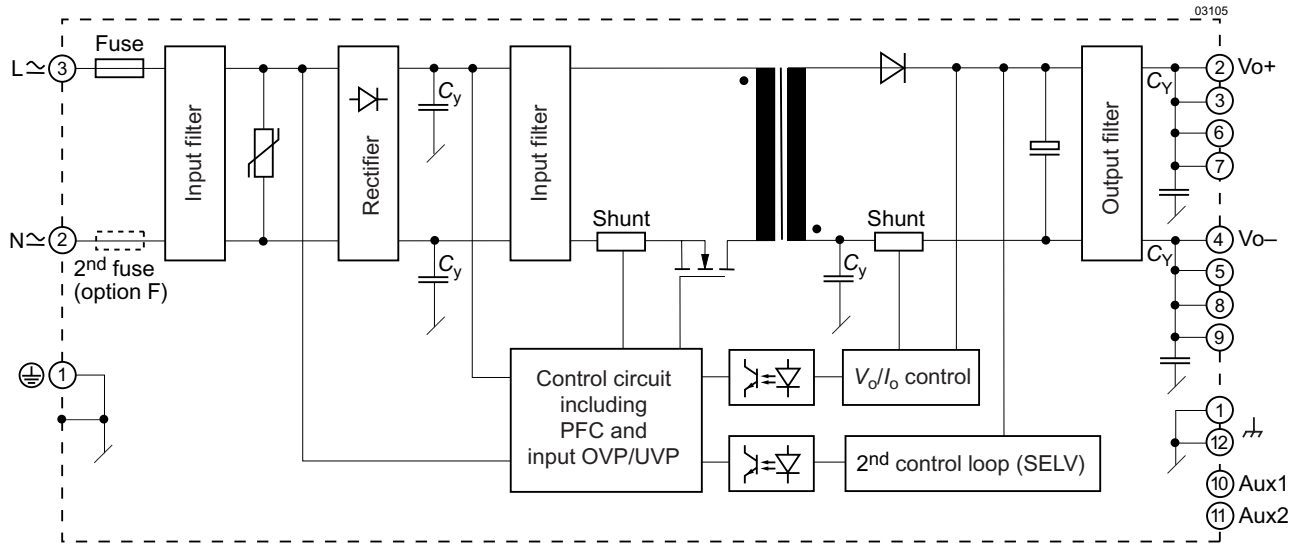 03105
Fuse
L ≃ 3
Input filter
Rectifier
Cy
Input filter
CY
2 Vo+
3
6
7
Output filter
N ≃ 2
2nd fuse
(option F)
Cy
Shunt
Cy
Shunt
CY
4 Vo–
5
8
9
1
Control circuit
including
PFC and
input OVP/UVP
Vo/Io control
2nd control loop (SELV)
1
12
10 Aux1
11 Aux2